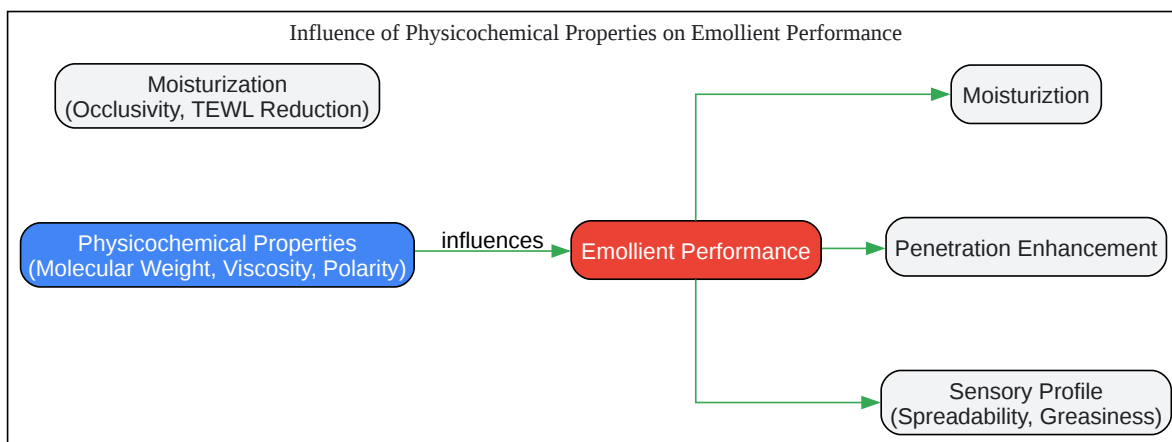 Influence of Physicochemical Properties on Emollient Performance
Moisturization
(Occlusivity, TEWL Reduction)
Moisturiztion
Physicochemical Properties
(Molecular Weight, Viscosity, Polarity)
influences
Emollient Performance
Penetration Enhancement
Sensory Profile
(Spreadability, Greasiness)